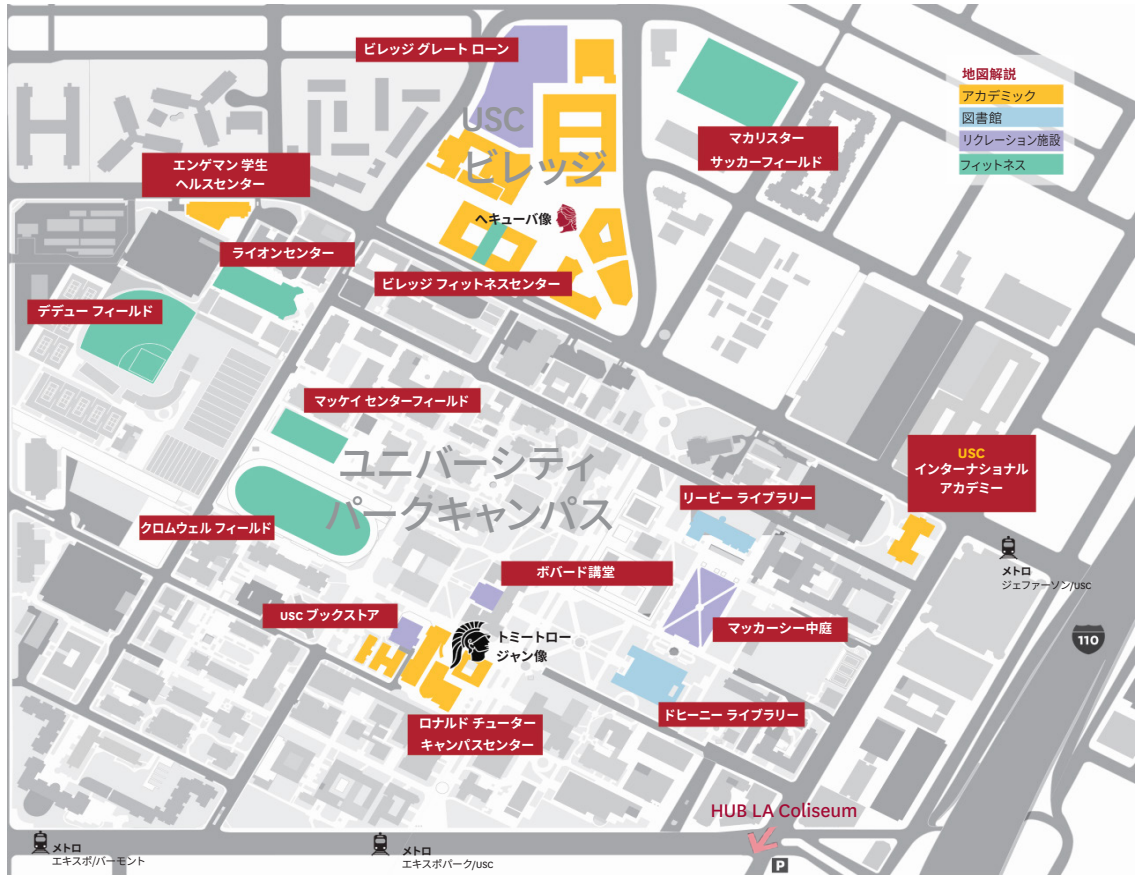 ビレッジ グレート ローン
地図解説
アカデミック
図書館
リクレーション施設
フィットネス
USC
ビレッジ
マカリスター
サッカーフィールド
エンゲマン 学生
ヘルスセンター
ヘキューバ像
ライオンセンター
ビレッジ フィットネスセンター
デデュー フィールド
マッケイ センターフィールド
ユニバーシティ
パークキャンパス
USC
インターナショナル
アカデミー
リービー ライブラリー
クロムウェル フィールド
メトロ
ジェファーソン/USC
ボバード講堂
USC ブックストア
トミートロー
ジャン像
マッカーシー中庭
110
ロナルド チューター
キャンパスセンター
ドヒーニー ライブラリー
HUB LA Coliseum
メトロ
エキスポ/バーモント
メトロ
エキスポパーク/USC
P